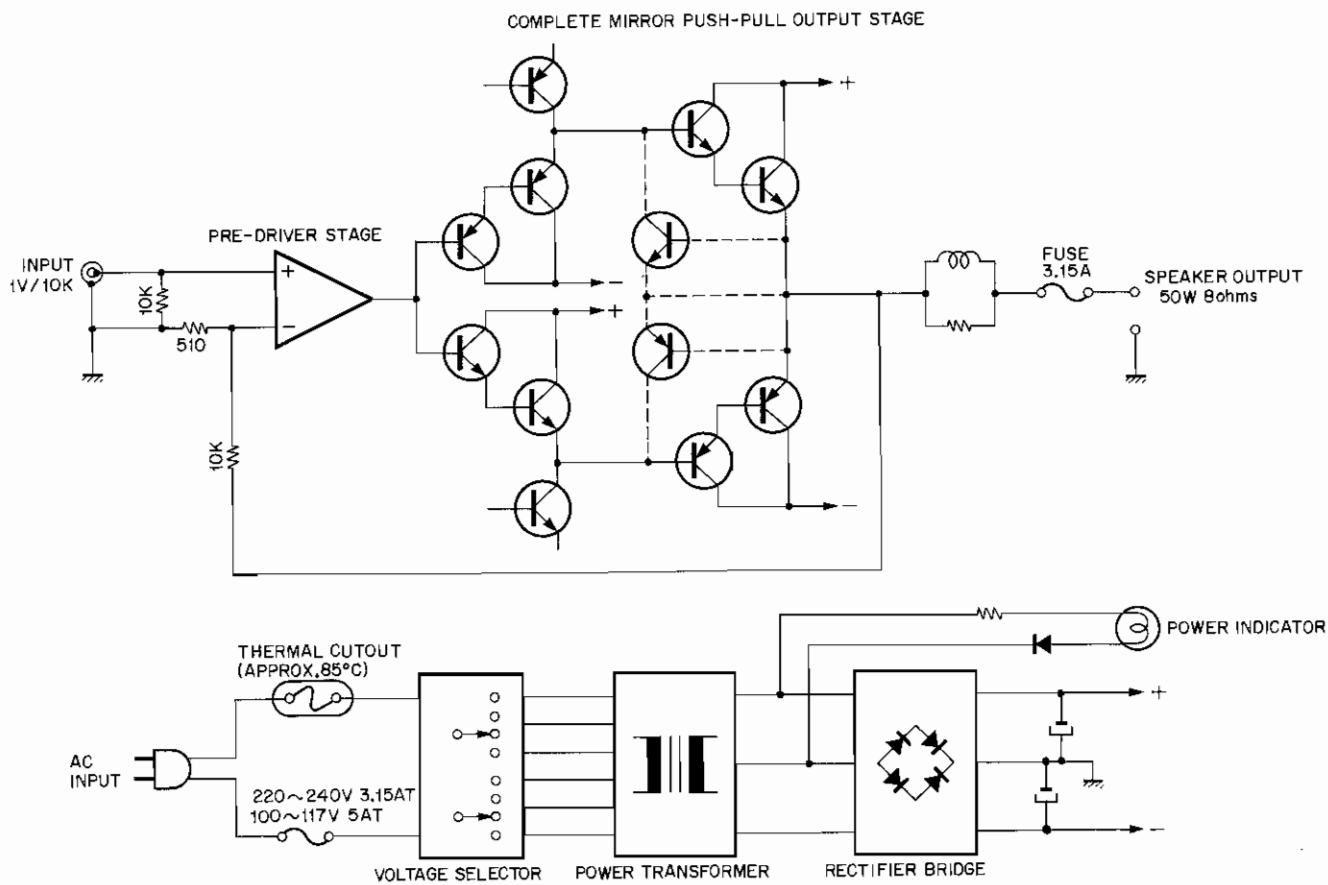 COMPLETE MIRROR PUSH-PULL OUTPUT STAGE
+
PRE-DRIVER STAGE
INPUT
1V/10K
10K
510
+
−
−
+
FUSE
3.15A
SPEAKER OUTPUT
50W 8ohms
10K
−
THERMAL CUTOUT
(APPROX.85°C)
POWER INDICATOR
+
AC
INPUT
220~240V 3.15AT
100~117V 5AT
−
VOLTAGE SELECTOR
POWER TRANSFORMER
RECTIFIER BRIDGE